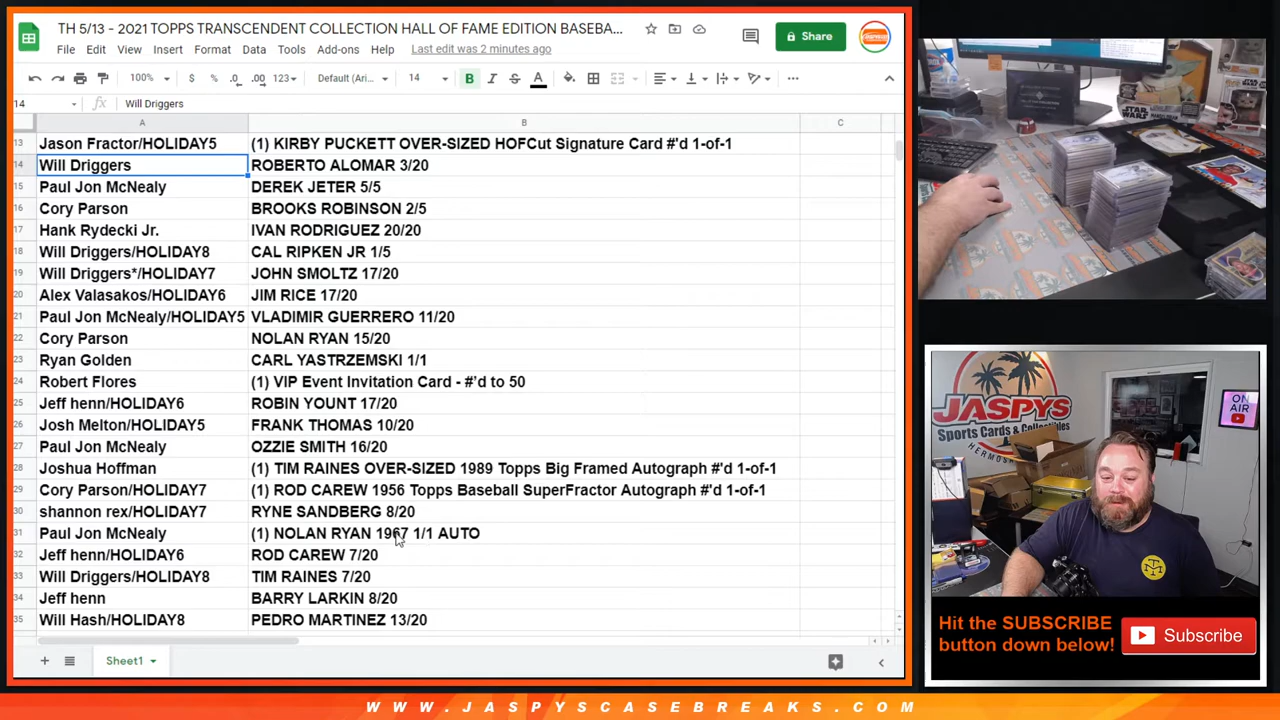 TH 5/13 - 2021 TOPPS TRANSCENDENT COLLECTION HALL OF FAME EDITION BASEBA...
Share
File Edit View Insert Format Data Tools Add-ons Help Last edit was 2 minutes ago
100% $ % .0 .00 123 Default (Ari... 14 B I S A
14 fx Will Driggers
A B C
13 Jason Fractor/HOLIDAY5 (1) KIRBY PUCKETT OVER-SIZED HOFCut Signature Card #'d 1-of-1
14 Will Driggers ROBERTO ALOMAR 3/20
15 Paul Jon McNealy DEREK JETER 5/5
16 Cory Parson BROOKS ROBINSON 2/5
17 Hank Rydecki Jr. IVAN RODRIGUEZ 20/20
18 Will Driggers/HOLIDAY8 CAL RIPKEN JR 1/5
19 Will Driggers*/HOLIDAY7 JOHN SMOLTZ 17/20
20 Alex Valasakos/HOLIDAY6 JIM RICE 17/20
21 Paul Jon McNealy/HOLIDAY5 VLADIMIR GUERRERO 11/20
22 Cory Parson NOLAN RYAN 15/20
23 Ryan Golden CARL YASTRZEMSKI 1/1
24 Robert Flores (1) VIP Event Invitation Card - #'d to 50
25 Jeff henn/HOLIDAY6 ROBIN YOUNT 17/20
26 Josh Melton/HOLIDAY5 FRANK THOMAS 10/20
27 Paul Jon McNealy OZZIE SMITH 16/20
28 Joshua Hoffman (1) TIM RAINES OVER-SIZED 1989 Topps Big Framed Autograph #'d 1-of-1
29 Cory Parson/HOLIDAY7 (1) ROD CAREW 1956 Topps Baseball SuperFractor Autograph #'d 1-of-1
30 shannon rex/HOLIDAY7 RYNE SANDBERG 8/20
31 Paul Jon McNealy (1) NOLAN RYAN 1967 1/1 AUTO
32 Jeff henn/HOLIDAY6 ROD CAREW 7/20
33 Will Driggers/HOLIDAY8 TIM RAINES 7/20
34 Jeff henn BARRY LARKIN 8/20
35 Will Hash/HOLIDAY8 PEDRO MARTINEZ 13/20
Sheet1
STAR WARS
JASPYS
Sports Cards & Collectibles
HERMOS
ON
AIR
TM
Hit the SUBSCRIBE
button down below!
Subscribe
WWW.JASPYSCASEBREAKS.COM